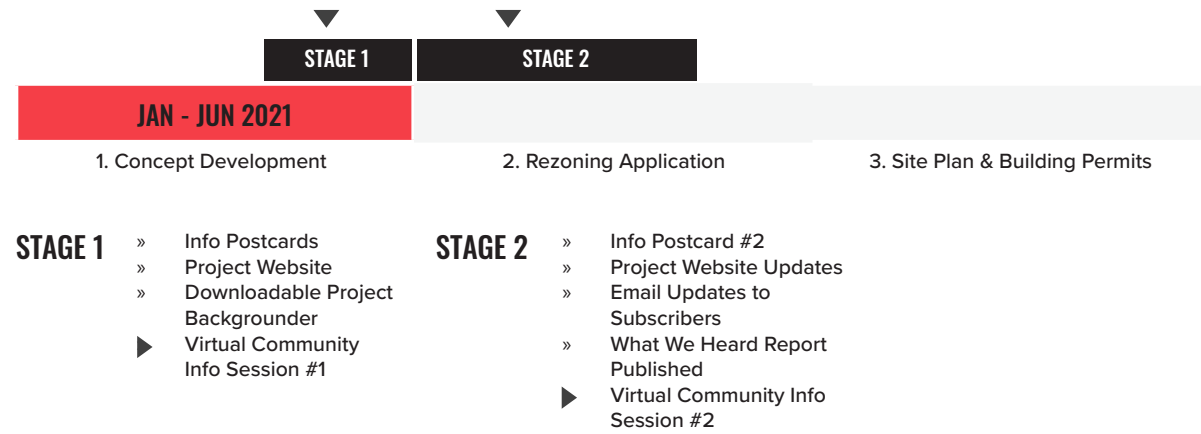 STAGE 1
STAGE 2
JAN - JUN 2021
1. Concept Development
2. Rezoning Application
3. Site Plan & Building Permits
STAGE 1
» Info Postcards
» Project Website
» Downloadable Project
Backgrounder
▶ Virtual Community
Info Session #1
STAGE 2
» Info Postcard #2
» Project Website Updates
» Email Updates to
Subscribers
» What We Heard Report
Published
▶ Virtual Community Info
Session #2